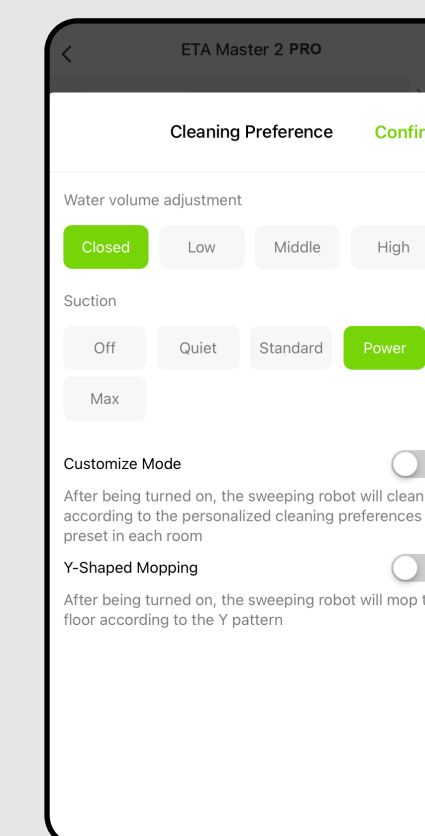 ETA Master 2 PRO
Cleaning Preference Confir
Water volume adjustment
Closed Low Middle High
Suction
Off Quiet Standard Power
Max
Customize Mode
After being turned on, the sweeping robot will clean
according to the personalized cleaning preferences
preset in each room
Y-Shaped Mopping
After being turned on, the sweeping robot will mop t
floor according to the Y pattern